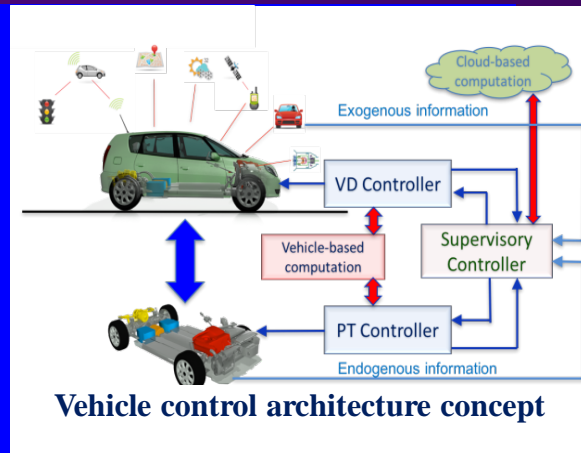 Cloud-based
computation
Exogenous information
VD Controller
Vehicle-based
computation
Supervisory
Controller
PT Controller
Endogenous information
Vehicle control architecture concept